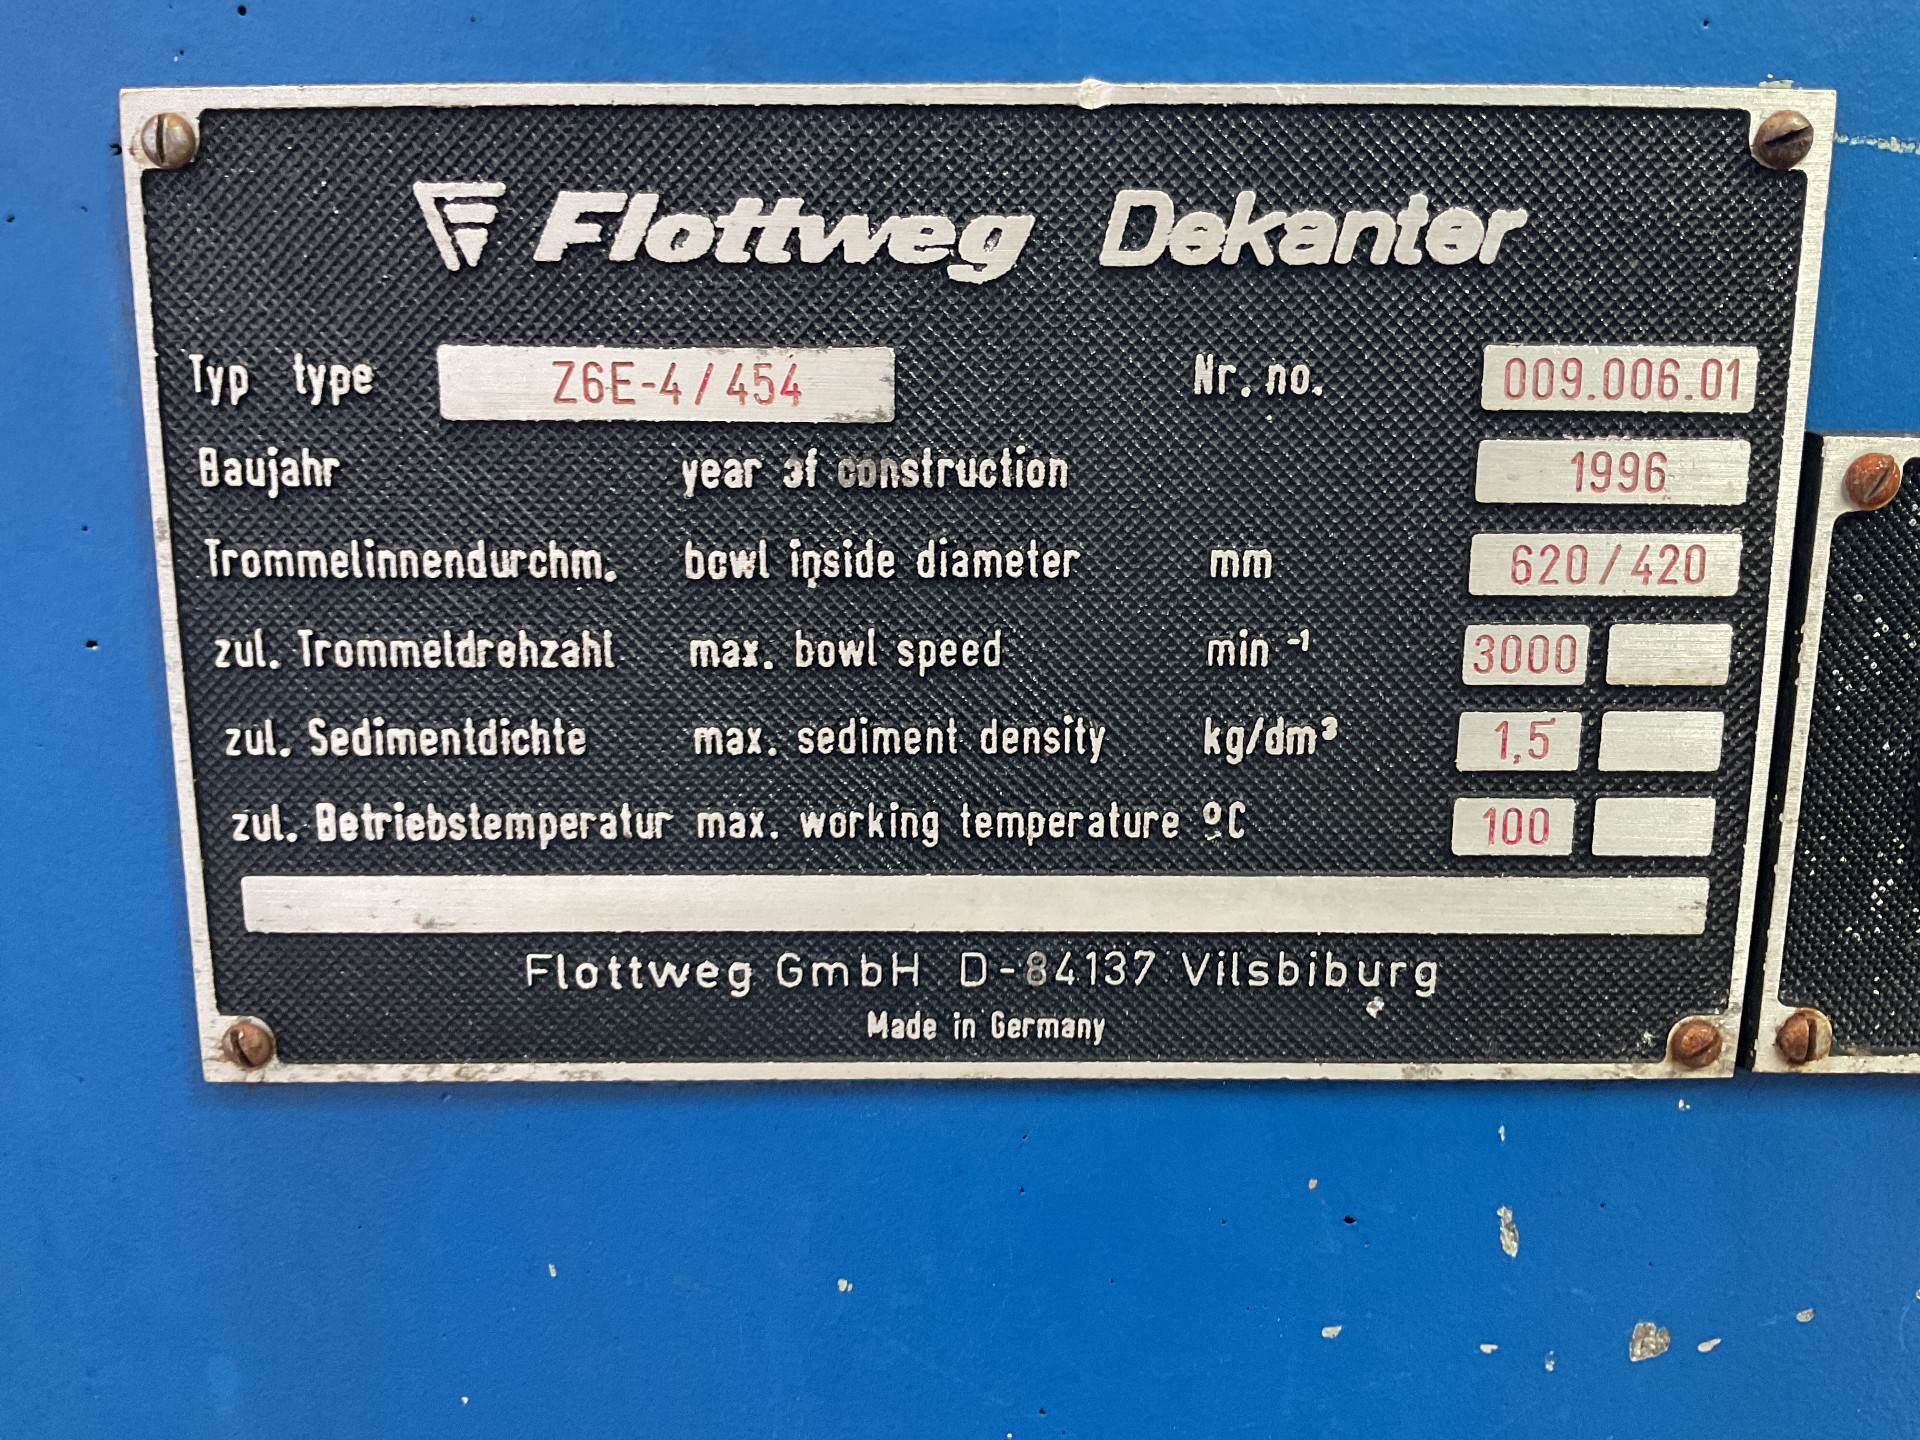 Flottweg Dekanter
Typ type Z6E-4/454 Nr. no. 009.006.01
Baujahr year of construction 1996
Trommelinnendurchm. bowl inside diameter mm 620/420
zul. Trommeldrehzahl max. bowl speed min⁻¹ 3000
zul. Sedimentdichte max. sediment density kg/dm³ 1,5
zul. Betriebstemperatur max. working temperature ºC 100
Flottweg GmbH D-84137 Vilsbiburg
Made in Germany